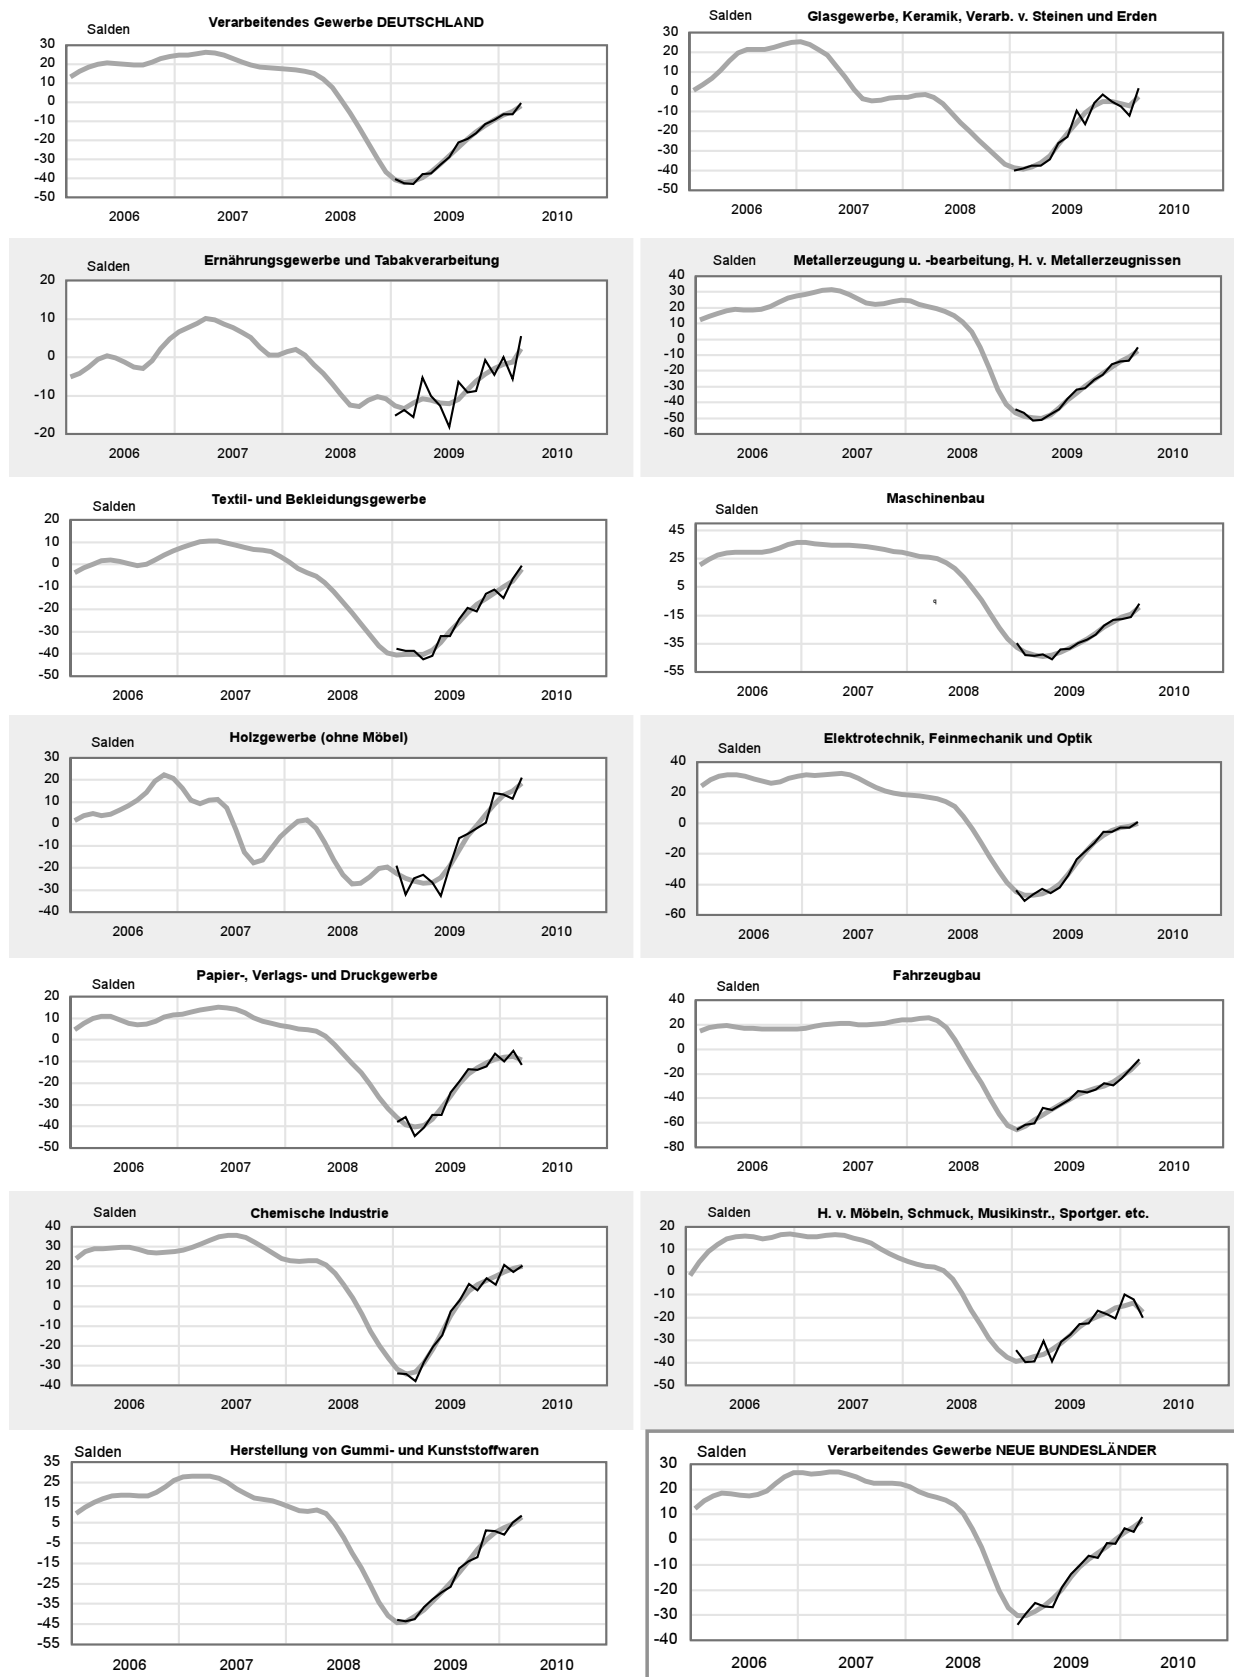 Verarbeitendes Gewerbe DEUTSCHLAND
Salden
30
20
10
0
-10
-20
-30
-40
-50
2006 2007 2008 2009 2010
Glasgewerbe, Keramik, Verarb. v. Steinen und Erden
Salden
30
20
10
0
-10
-20
-30
-40
-50
2006 2007 2008 2009 2010
Ernährungsgewerbe und Tabakverarbeitung
Salden
20
10
0
-10
-20
2006 2007 2008 2009 2010
Metallerzeugung u. -bearbeitung, H. v. Metallerzeugnissen
Salden
40
30
20
10
0
-10
-20
-30
-40
-50
-60
2006 2007 2008 2009 2010
Textil- und Bekleidungsgewerbe
Salden
20
10
0
-10
-20
-30
-40
-50
2006 2007 2008 2009 2010
Maschinenbau
Salden
45
25
5
-15
-35
-55
q
2006 2007 2008 2009 2010
Holzgewerbe (ohne Möbel)
Salden
30
20
10
0
-10
-20
-30
-40
2006 2007 2008 2009 2010
Elektrotechnik, Feinmechanik und Optik
Salden
40
20
0
-20
-40
-60
2006 2007 2008 2009 2010
Papier-, Verlags- und Druckgewerbe
Salden
20
10
0
-10
-20
-30
-40
-50
2006 2007 2008 2009 2010
Fahrzeugbau
Salden
40
20
0
-20
-40
-60
-80
2006 2007 2008 2009 2010
Chemische Industrie
Salden
40
30
20
10
0
-10
-20
-30
-40
2006 2007 2008 2009 2010
H. v. Möbeln, Schmuck, Musikinstr., Sportger. etc.
Salden
20
10
0
-10
-20
-30
-40
-50
2006 2007 2008 2009 2010
Herstellung von Gummi- und Kunststoffwaren
Salden
35
25
15
5
-5
-15
-25
-35
-45
-55
2006 2007 2008 2009 2010
Verarbeitendes Gewerbe NEUE BUNDESLÄNDER
Salden
30
20
10
0
-10
-20
-30
-40
2006 2007 2008 2009 2010